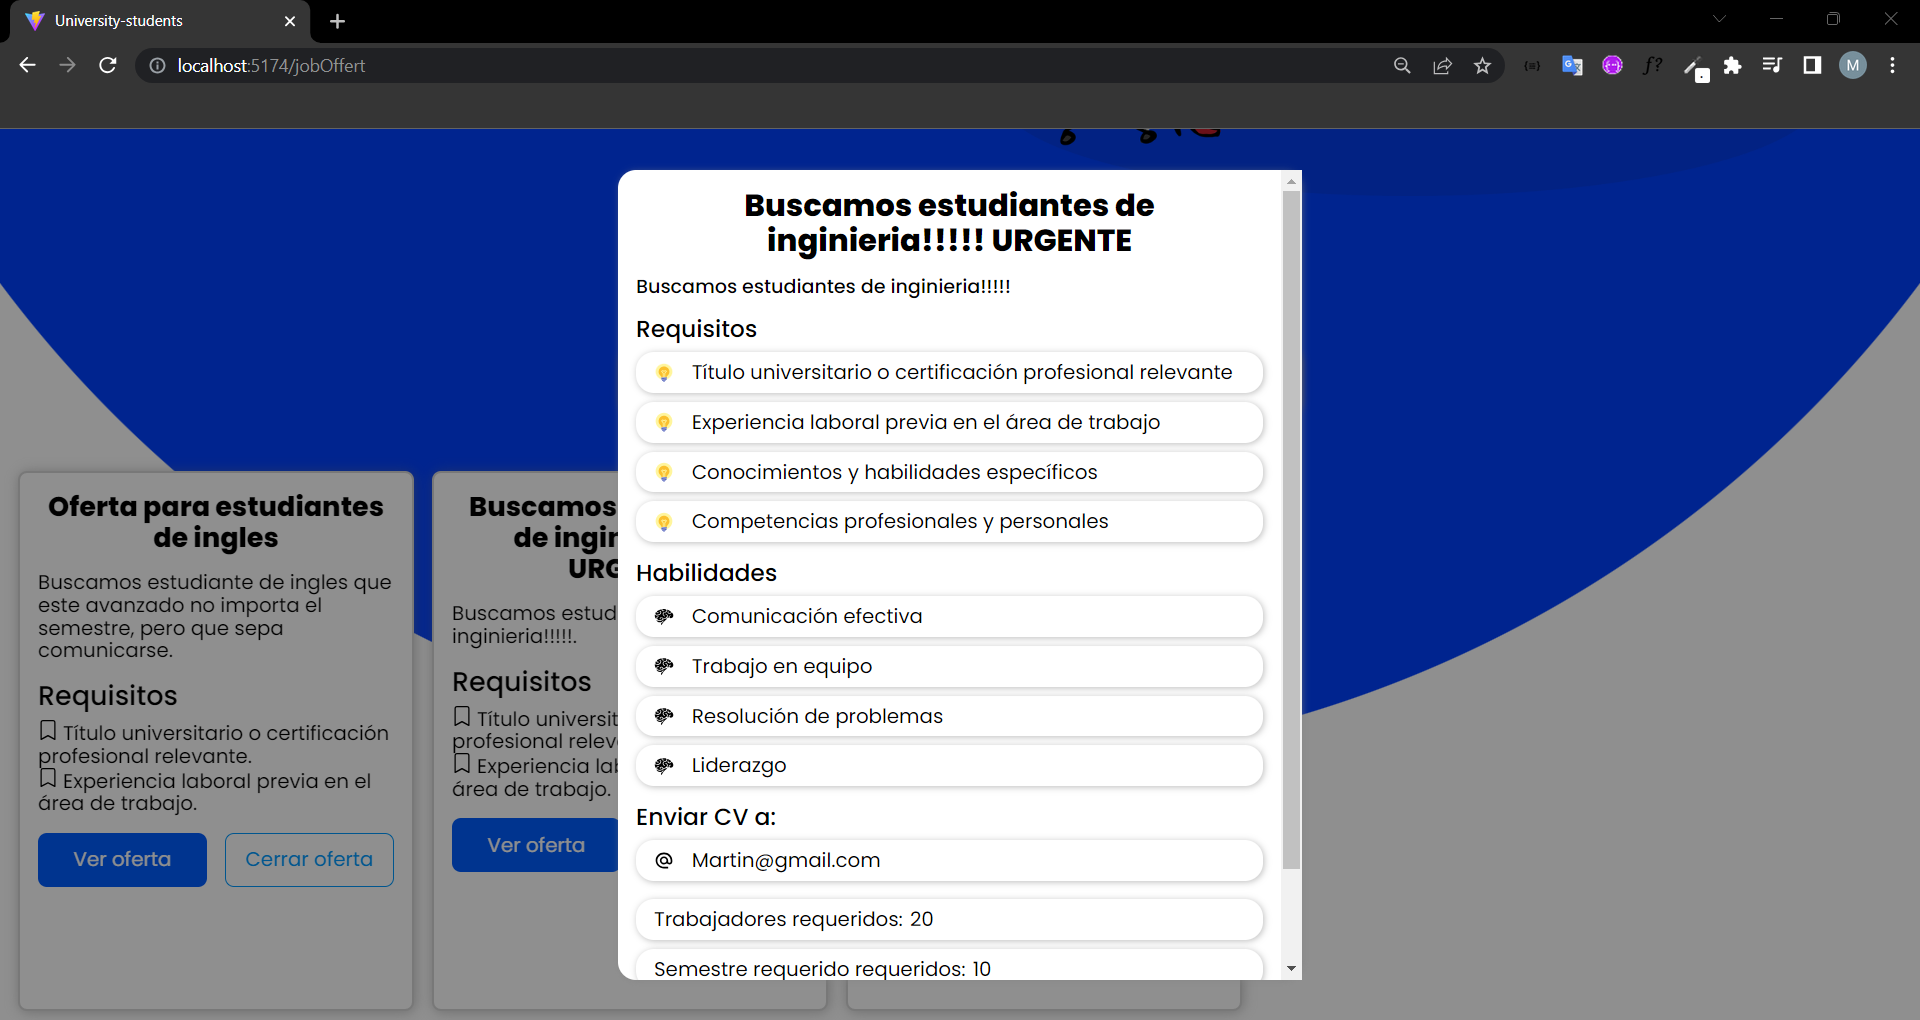 University-students
localhost:5174/jobOffert
M
Buscamos estudiantes de
inginieria!!!!! URGENTE
Buscamos estudiantes de inginieria!!!!!
Requisitos
Título universitario o certificación profesional relevante
Experiencia laboral previa en el área de trabajo
Conocimientos y habilidades específicos
Competencias profesionales y personales
Habilidades
Comunicación efectiva
Trabajo en equipo
Resolución de problemas
Liderazgo
Enviar CV a:
@ Martin@gmail.com
Trabajadores requeridos: 20
Semestre requerido requeridos: 10
Oferta para estudiantes
de ingles
Buscamos estudiante de ingles que
este avanzado no importa el
semestre, pero que sepa
comunicarse.
Requisitos
Título universitario o certificación
profesional relevante.
Experiencia laboral previa en el
área de trabajo.
Ver oferta
Cerrar oferta
Buscamos
de ingin
URG
Buscamos estud
inginieria!!!!!.
Requisitos
Título universit
profesional relev
Experiencia lab
área de trabajo.
Ver oferta